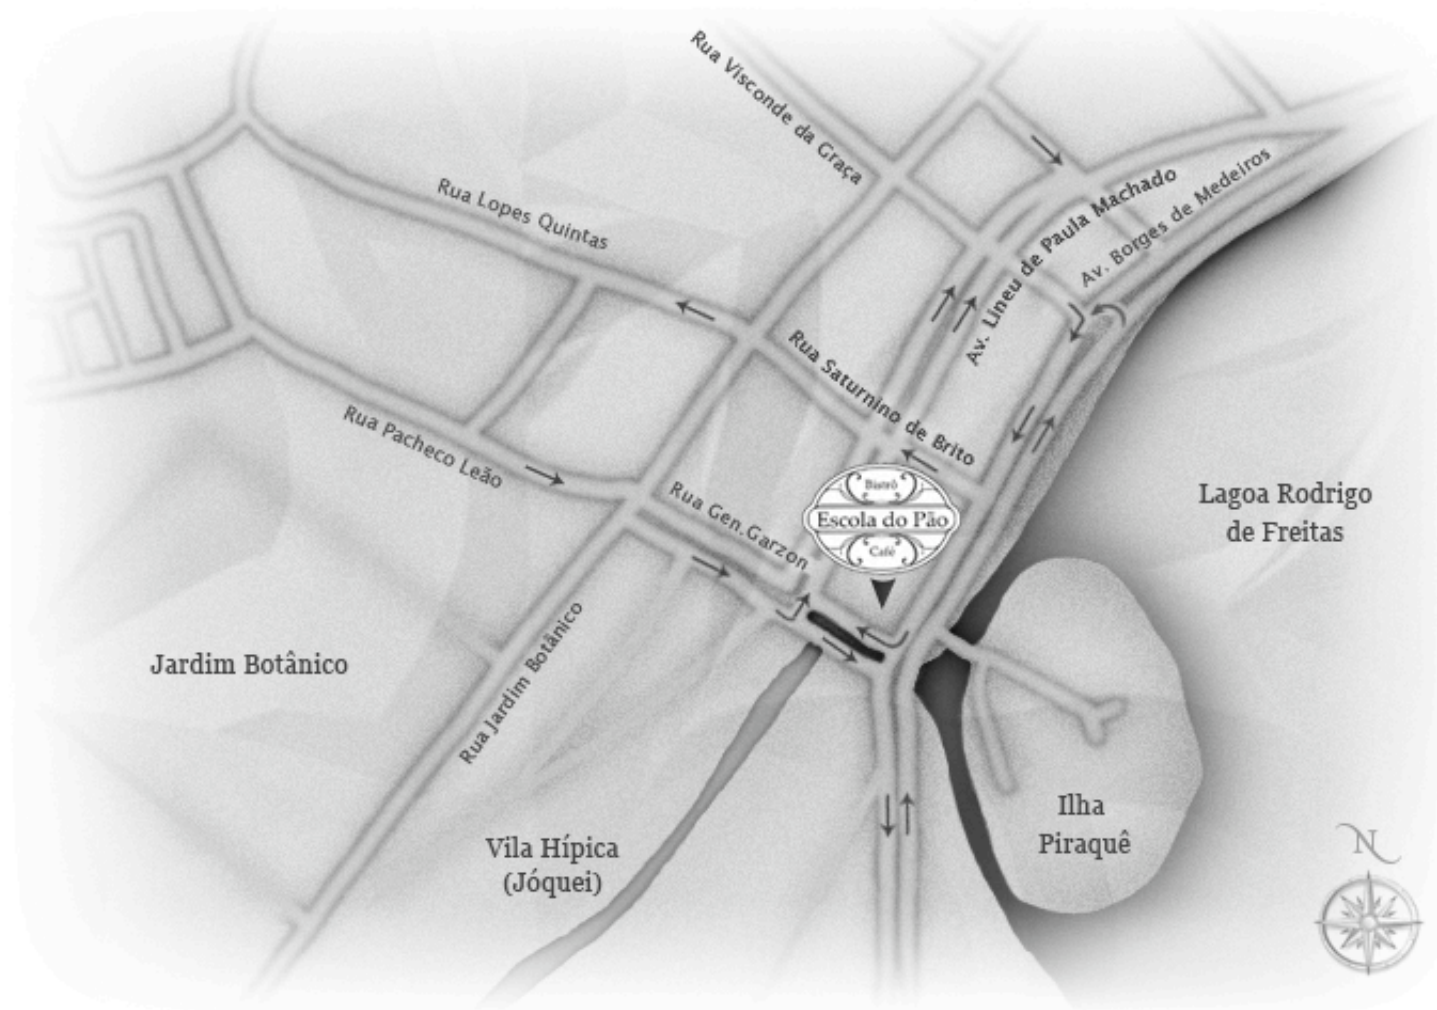 Rua Visconde da Graça
Rua Lopes Quintas
Av. Lineu de Paula Machado
Av. Borges de Medeiros
Rua Saturnino de Brito
Rua Pacheco Leão
Rua Gen.Garzon
Bistrô
Escola do Pão
Café
Lagoa Rodrigo
de Freitas
Rua Jardim Botânico
Jardim Botânico
Vila Hípica
(Jóquei)
Ilha
Piraquê
N